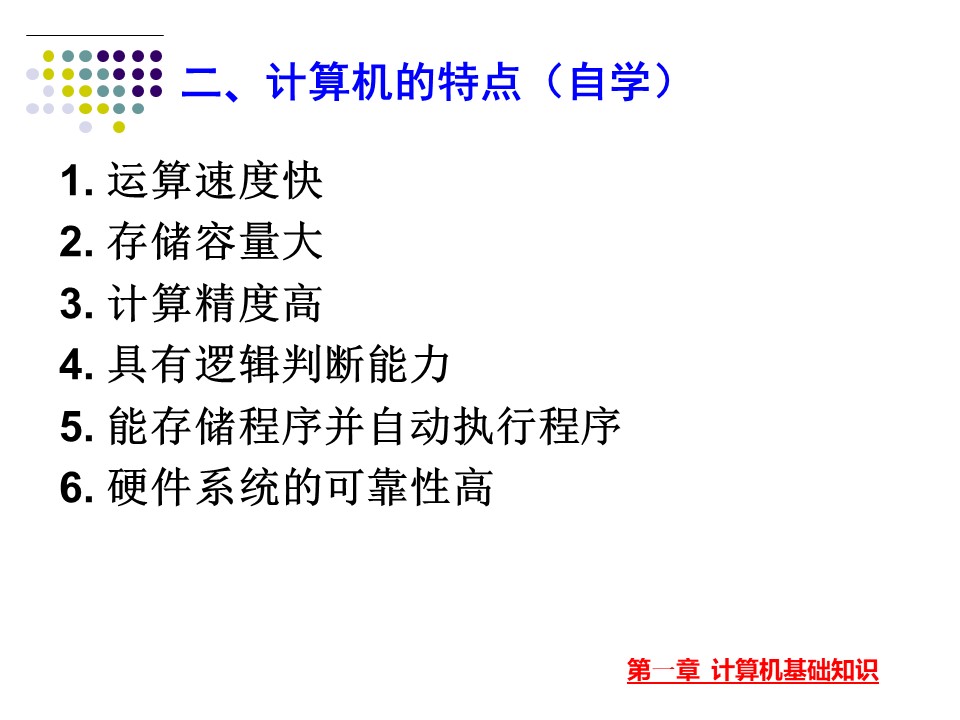 二、计算机的特点（自学）
1. 运算速度快
2. 存储容量大
3. 计算精度高
4. 具有逻辑判断能力
5. 能存储程序并自动执行程序
6. 硬件系统的可靠性高
第一章 计算机基础知识